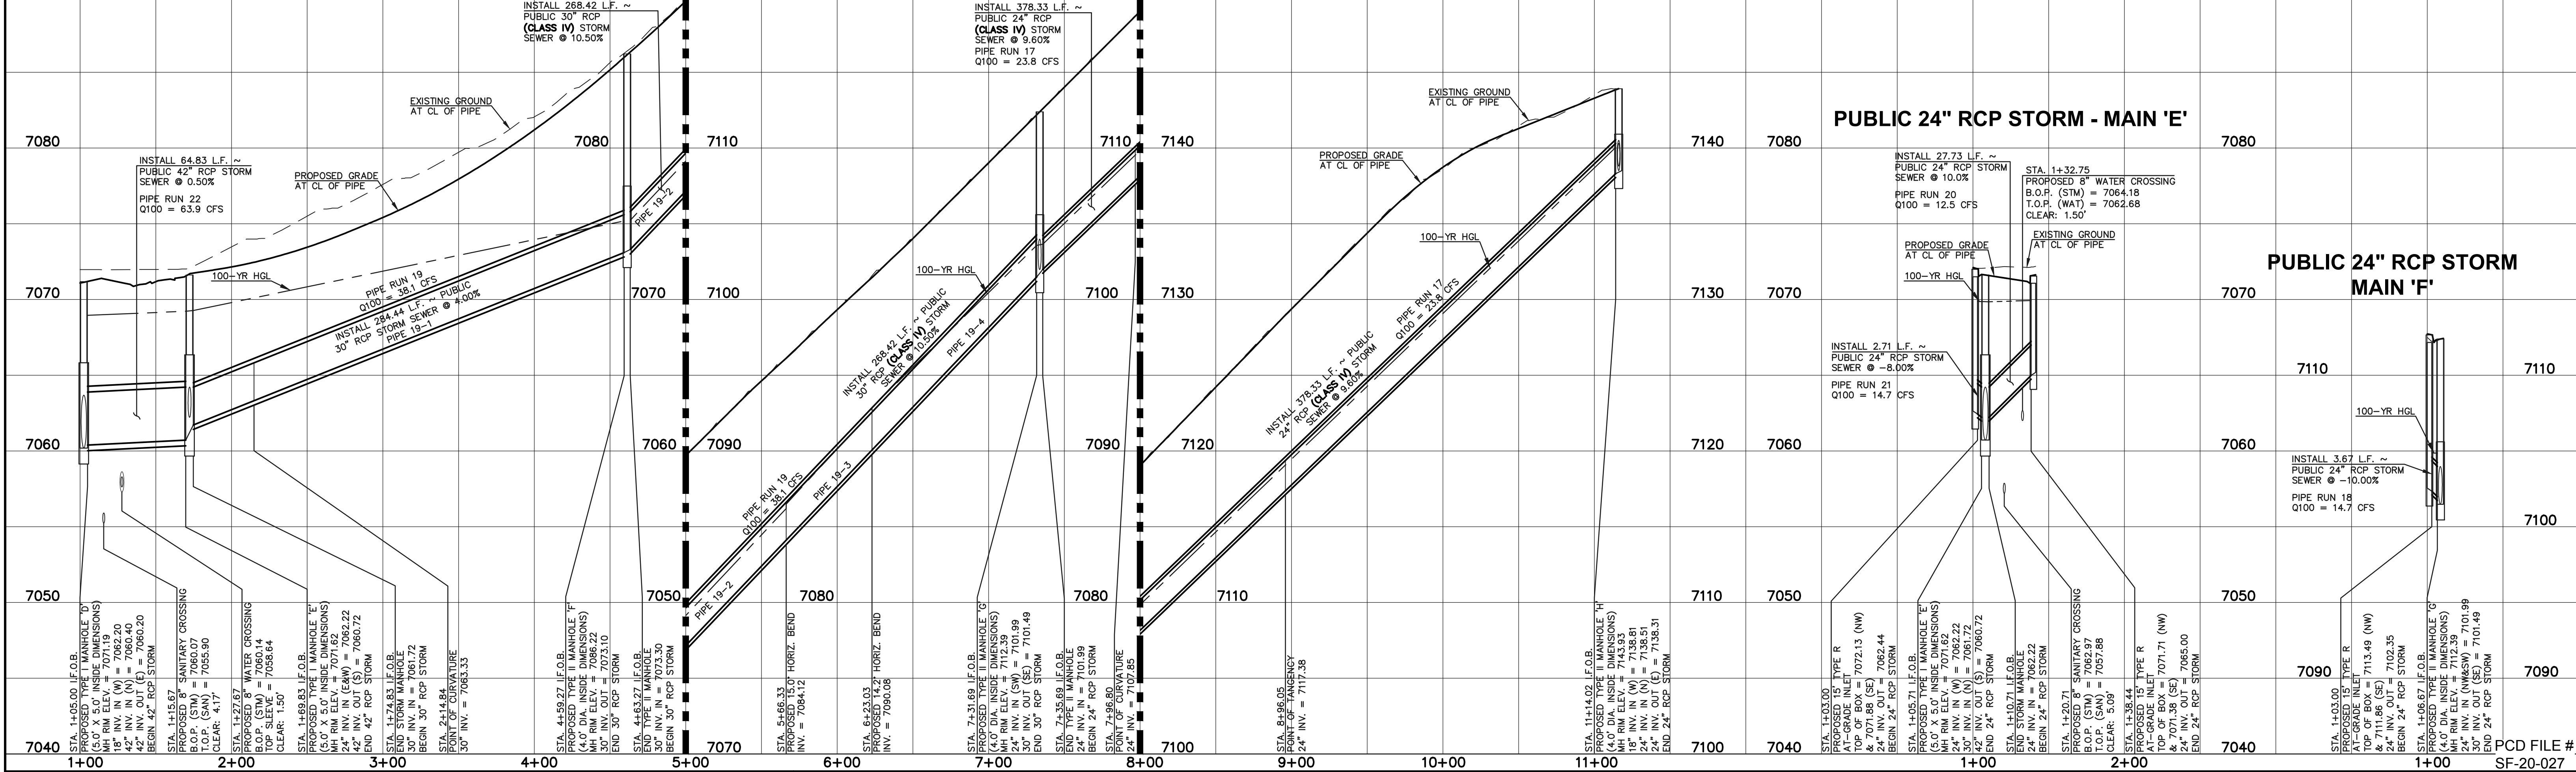 INSTALL 268.42 L.F. ~
PUBLIC 30" RCP
(CLASS IV) STORM
SEWER @ 10.50%
INSTALL 378.33 L.F. ~
PUBLIC 24" RCP
(CLASS IV) STORM
SEWER @ 9.60%
PIPE RUN 17
Q100 = 23.8 CFS
EXISTING GROUND
AT CL OF PIPE
EXISTING GROUND
AT CL OF PIPE
PUBLIC 24" RCP STORM - MAIN 'E'
7080
7080
7110
7110
7140
7140
7080
7080
INSTALL 64.83 L.F. ~
PUBLIC 42" RCP STORM
SEWER @ 0.50%
PIPE RUN 22
Q100 = 63.9 CFS
PROPOSED GRADE
AT CL OF PIPE
PIPE 19-2
PROPOSED GRADE
AT CL OF PIPE
INSTALL 27.73 L.F. ~
PUBLIC 24" RCP STORM
SEWER @ 10.0%
PIPE RUN 20
Q100 = 12.5 CFS
STA. 1+32.75
PROPOSED 8" WATER CROSSING
B.O.P. (STM) = 7064.18
T.O.P. (WAT) = 7062.68
CLEAR: 1.50'
PROPOSED GRADE
AT CL OF PIPE
EXISTING GROUND
AT CL OF PIPE
100-YR HGL
PUBLIC 24" RCP STORM
MAIN 'F'
100-YR HGL
PIPE RUN 19
Q100 = 38.1 CFS
INSTALL 284.44 L.F. ~ PUBLIC
30" RCP STORM SEWER @ 4.00%
PIPE 19-1
100-YR HGL
100-YR HGL
7070
7070
7100
7100
7130
7130
7070
7070
INSTALL 268.42 L.F. ~ PUBLIC
30" RCP (CLASS IV) STORM
SEWER @ 10.50%
PIPE 19-4
PIPE RUN 17
Q100 = 23.8 CFS
INSTALL 378.33 L.F. ~ PUBLIC
24" RCP (CLASS IV) STORM
SEWER @ 9.60%
INSTALL 2.71 L.F. ~
PUBLIC 24" RCP STORM
SEWER @ -8.00%
PIPE RUN 21
Q100 = 14.7 CFS
7110
7110
100-YR HGL
7060
7060
7090
7090
7120
7120
7060
7060
INSTALL 3.67 L.F. ~
PUBLIC 24" RCP STORM
SEWER @ -10.00%
PIPE RUN 18
Q100 = 14.7 CFS
PIPE RUN 19
Q100 = 38.1 CFS
PIPE 19-3
PIPE 19-2
7100
7050
7050
7080
7080
7110
7110
7050
7050
STA. 1+05.00 I.F.O.B.
PROPOSED TYPE I MANHOLE 'D'
(5.0' X 5.0' INSIDE DIMENSIONS)
MH RIM ELEV. = 7071.19
18" INV. IN (W) = 7062.20
42" INV. IN (N) = 7060.40
42" INV. OUT (E) = 7060.20
BEGIN 42" RCP STORM
STA. 1+15.67
PROPOSED 8" SANITARY CROSSING
B.O.P. (STM) = 7060.07
T.O.P. (SAN) = 7055.90
CLEAR: 4.17'
STA. 1+27.67
PROPOSED 8" WATER CROSSING
B.O.P. (STM) = 7060.14
TOP SLEEVE = 7058.64
CLEAR: 1.50'
STA. 1+69.83 I.F.O.B.
PROPOSED TYPE I MANHOLE 'E'
(5.0' X 5.0' INSIDE DIMENSIONS)
MH RIM ELEV. = 7071.62
24" INV. IN (E&W) = 7062.22
42" INV. OUT (S) = 7060.72
END 42" RCP STORM
STA. 1+74.83 I.F.O.B.
END STORM MANHOLE
30" INV. IN = 7061.72
BEGIN 30" RCP STORM
STA. 2+14.84
POINT OF CURVATURE
30" INV. = 7063.33
STA. 4+59.27 I.F.O.B.
PROPOSED TYPE II MANHOLE 'F'
(4.0' DIA. INSIDE DIMENSIONS)
MH RIM ELEV. = 7086.22
30" INV. OUT = 7073.10
END 30" RCP STORM
STA. 4+63.27 I.F.O.B.
END TYPE II MANHOLE
30" INV. IN = 7073.30
STA. 5+66.33
PROPOSED 15.0° HORIZ. BEND
INV. = 7084.12
STA. 6+23.03
PROPOSED 14.2° HORIZ. BEND
INV. = 7090.08
STA. 7+31.69 I.F.O.B.
PROPOSED TYPE II MANHOLE 'G'
(4.0' DIA. INSIDE DIMENSIONS)
MH RIM ELEV. = 7112.39
24" INV. IN (SW) = 7101.99
30" INV. OUT (SE) = 7101.49
END 30" RCP STORM
STA. 7+35.69 I.F.O.B.
END TYPE II MANHOLE
24" INV. IN = 7101.99
BEGIN 24" RCP STORM
STA. 7+96.80
POINT OF CURVATURE
24" INV. = 7107.85
STA. 8+96.05
POINT OF TANGENCY
24" INV. = 7117.38
STA. 11+14.02 I.F.O.B.
PROPOSED TYPE II MANHOLE 'H'
(4.0' DIA. INSIDE DIMENSIONS)
MH RIM ELEV. = 7143.93
18" INV. IN (W) = 7138.81
24" INV. IN (N) = 7138.51
24" INV. OUT (E) = 7138.31
END 24" RCP STORM
STA. 1+03.00
PROPOSED 15' TYPE R
AT-GRADE INLET
TOP OF BOX = 7072.13 (NW)
& 7071.88 (SE)
24" INV. OUT = 7062.44
BEGIN 24" RCP STORM
STA. 1+05.71 I.F.O.B.
PROPOSED TYPE I MANHOLE 'E'
(5.0' X 5.0' INSIDE DIMENSIONS)
MH RIM ELEV. = 7071.62
24" INV. IN (W) = 7062.22
30" INV. IN (N) = 7061.72
42" INV. OUT (S) = 7060.72
END 24" RCP STORM
STA. 1+10.71 I.F.O.B.
END STORM MANHOLE
24" INV. IN = 7062.22
BEGIN 24" RCP STORM
STA. 1+20.71
PROPOSED 8" SANITARY CROSSING
B.O.P. (STM) = 7062.97
T.O.P. (SAN) = 7057.88
CLEAR: 5.09'
STA. 1+38.44
PROPOSED 15' TYPE R
AT-GRADE INLET
TOP OF BOX = 7071.71 (NW)
& 7071.38 (SE)
24" INV. OUT = 7065.00
END 24" RCP STORM
7090
7090
STA. 1+03.00
PROPOSED 15' TYPE R
AT-GRADE INLET
TOP OF BOX = 7113.49 (NW)
& 7111.86 (SE)
24" INV. OUT = 7102.35
BEGIN 24" RCP STORM
STA. 1+06.67 I.F.O.B.
PROPOSED TYPE II MANHOLE 'G'
(4.0' DIA. INSIDE DIMENSIONS)
MH RIM ELEV. = 7112.39
24" INV. IN (NW&SW) = 7101.99
30" INV. OUT (SE) = 7101.49
END 24" RCP STORM
7040
7070
7100
7100
7040
7040
PCD FILE #
SF-20-027
1+00
2+00
3+00
4+00
5+00
6+00
7+00
8+00
9+00
10+00
11+00
1+00
2+00
1+00